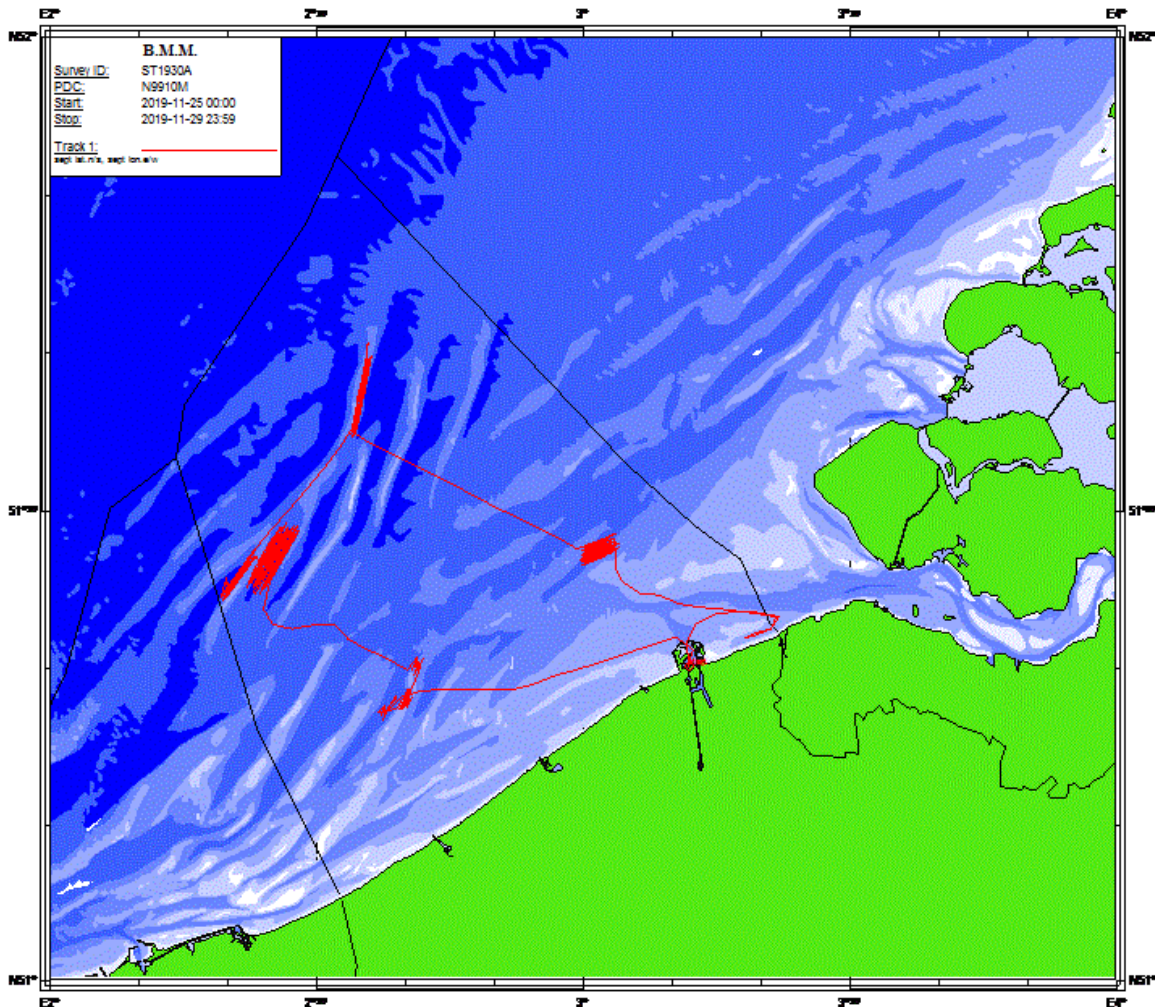 E2° 2°³⁰' 3° 3°³⁰' E4°
N52° N52°
B.M.M.
Survey ID: ST1930A
PDC: N9910M
Start: 2019-11-25 00:00
Stop: 2019-11-29 23:59
Track 1:
51°³⁰' 51°³⁰'
N51° N51°
E2° 2°³⁰' 3° 3°³⁰' E4°